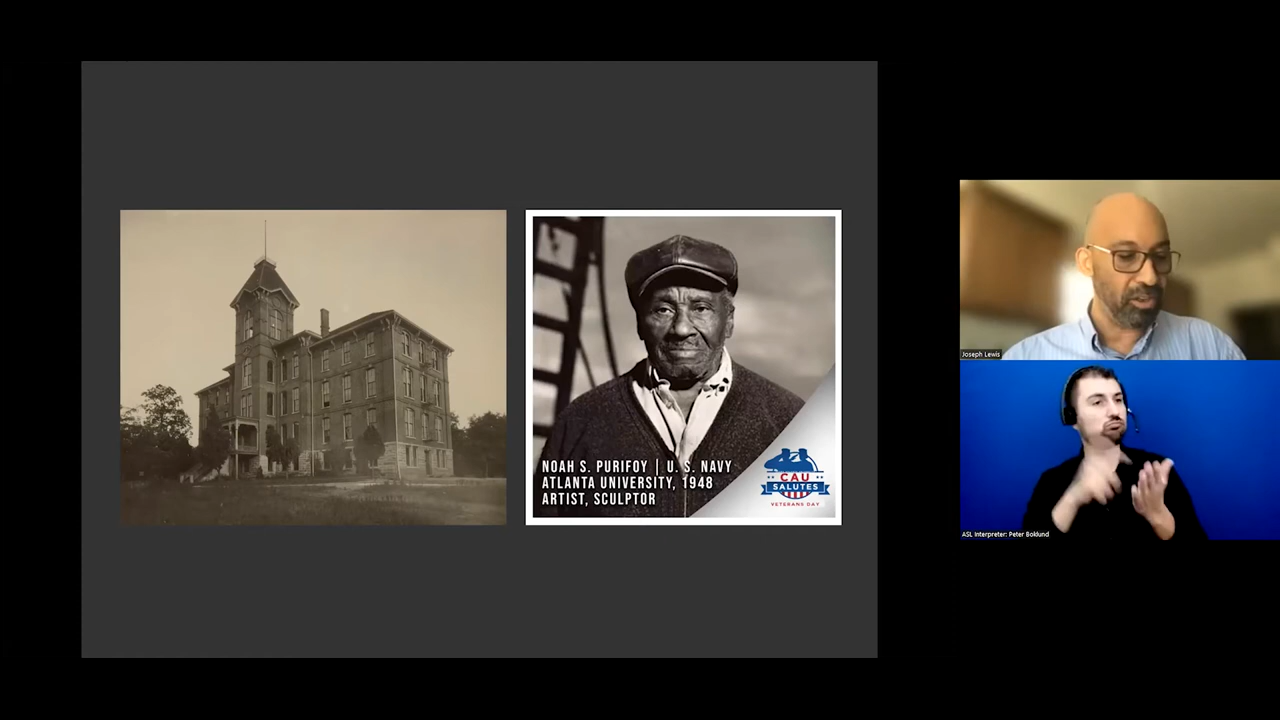 NOAH S. PURIFOY | U. S. NAVY
ATLANTA UNIVERSITY, 1948
ARTIST, SCULPTOR
CAU
SALUTES
VETERANS DAY
Joseph Lewis
ASL Interpreter: Peter Boklund